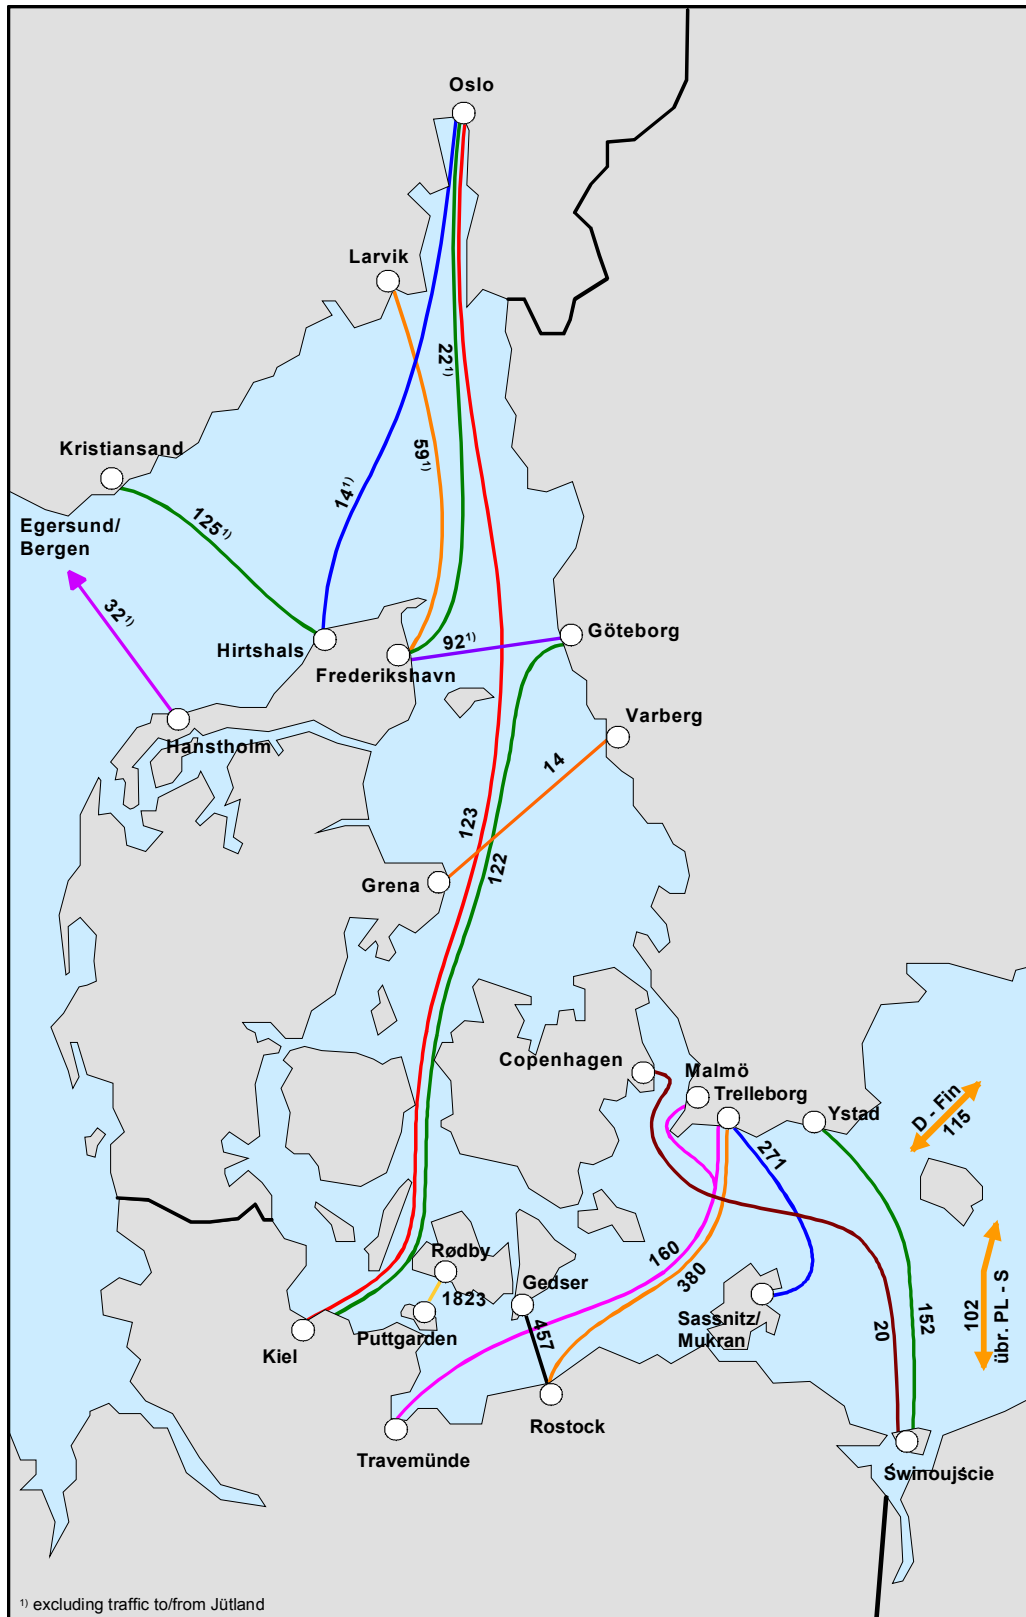 Oslo
Larvik
22¹⁾
59¹⁾
14¹⁾
Kristiansand
125¹⁾
Egersund/
Bergen
32¹⁾
Hirtshals
Frederikshavn
92¹⁾
Göteborg
Hanstholm
Varberg
14
123
122
Grena
Copenhagen
Malmö
Trelleborg
Ystad
D - Fin
115
271
160
380
Rødby
1823
Gedser
457
Puttgarden
Kiel
Sassnitz/
Mukran
20
152
102
übr. PL - S
Rostock
Travemünde
Świnoujście
¹⁾ excluding traffic to/from Jütland